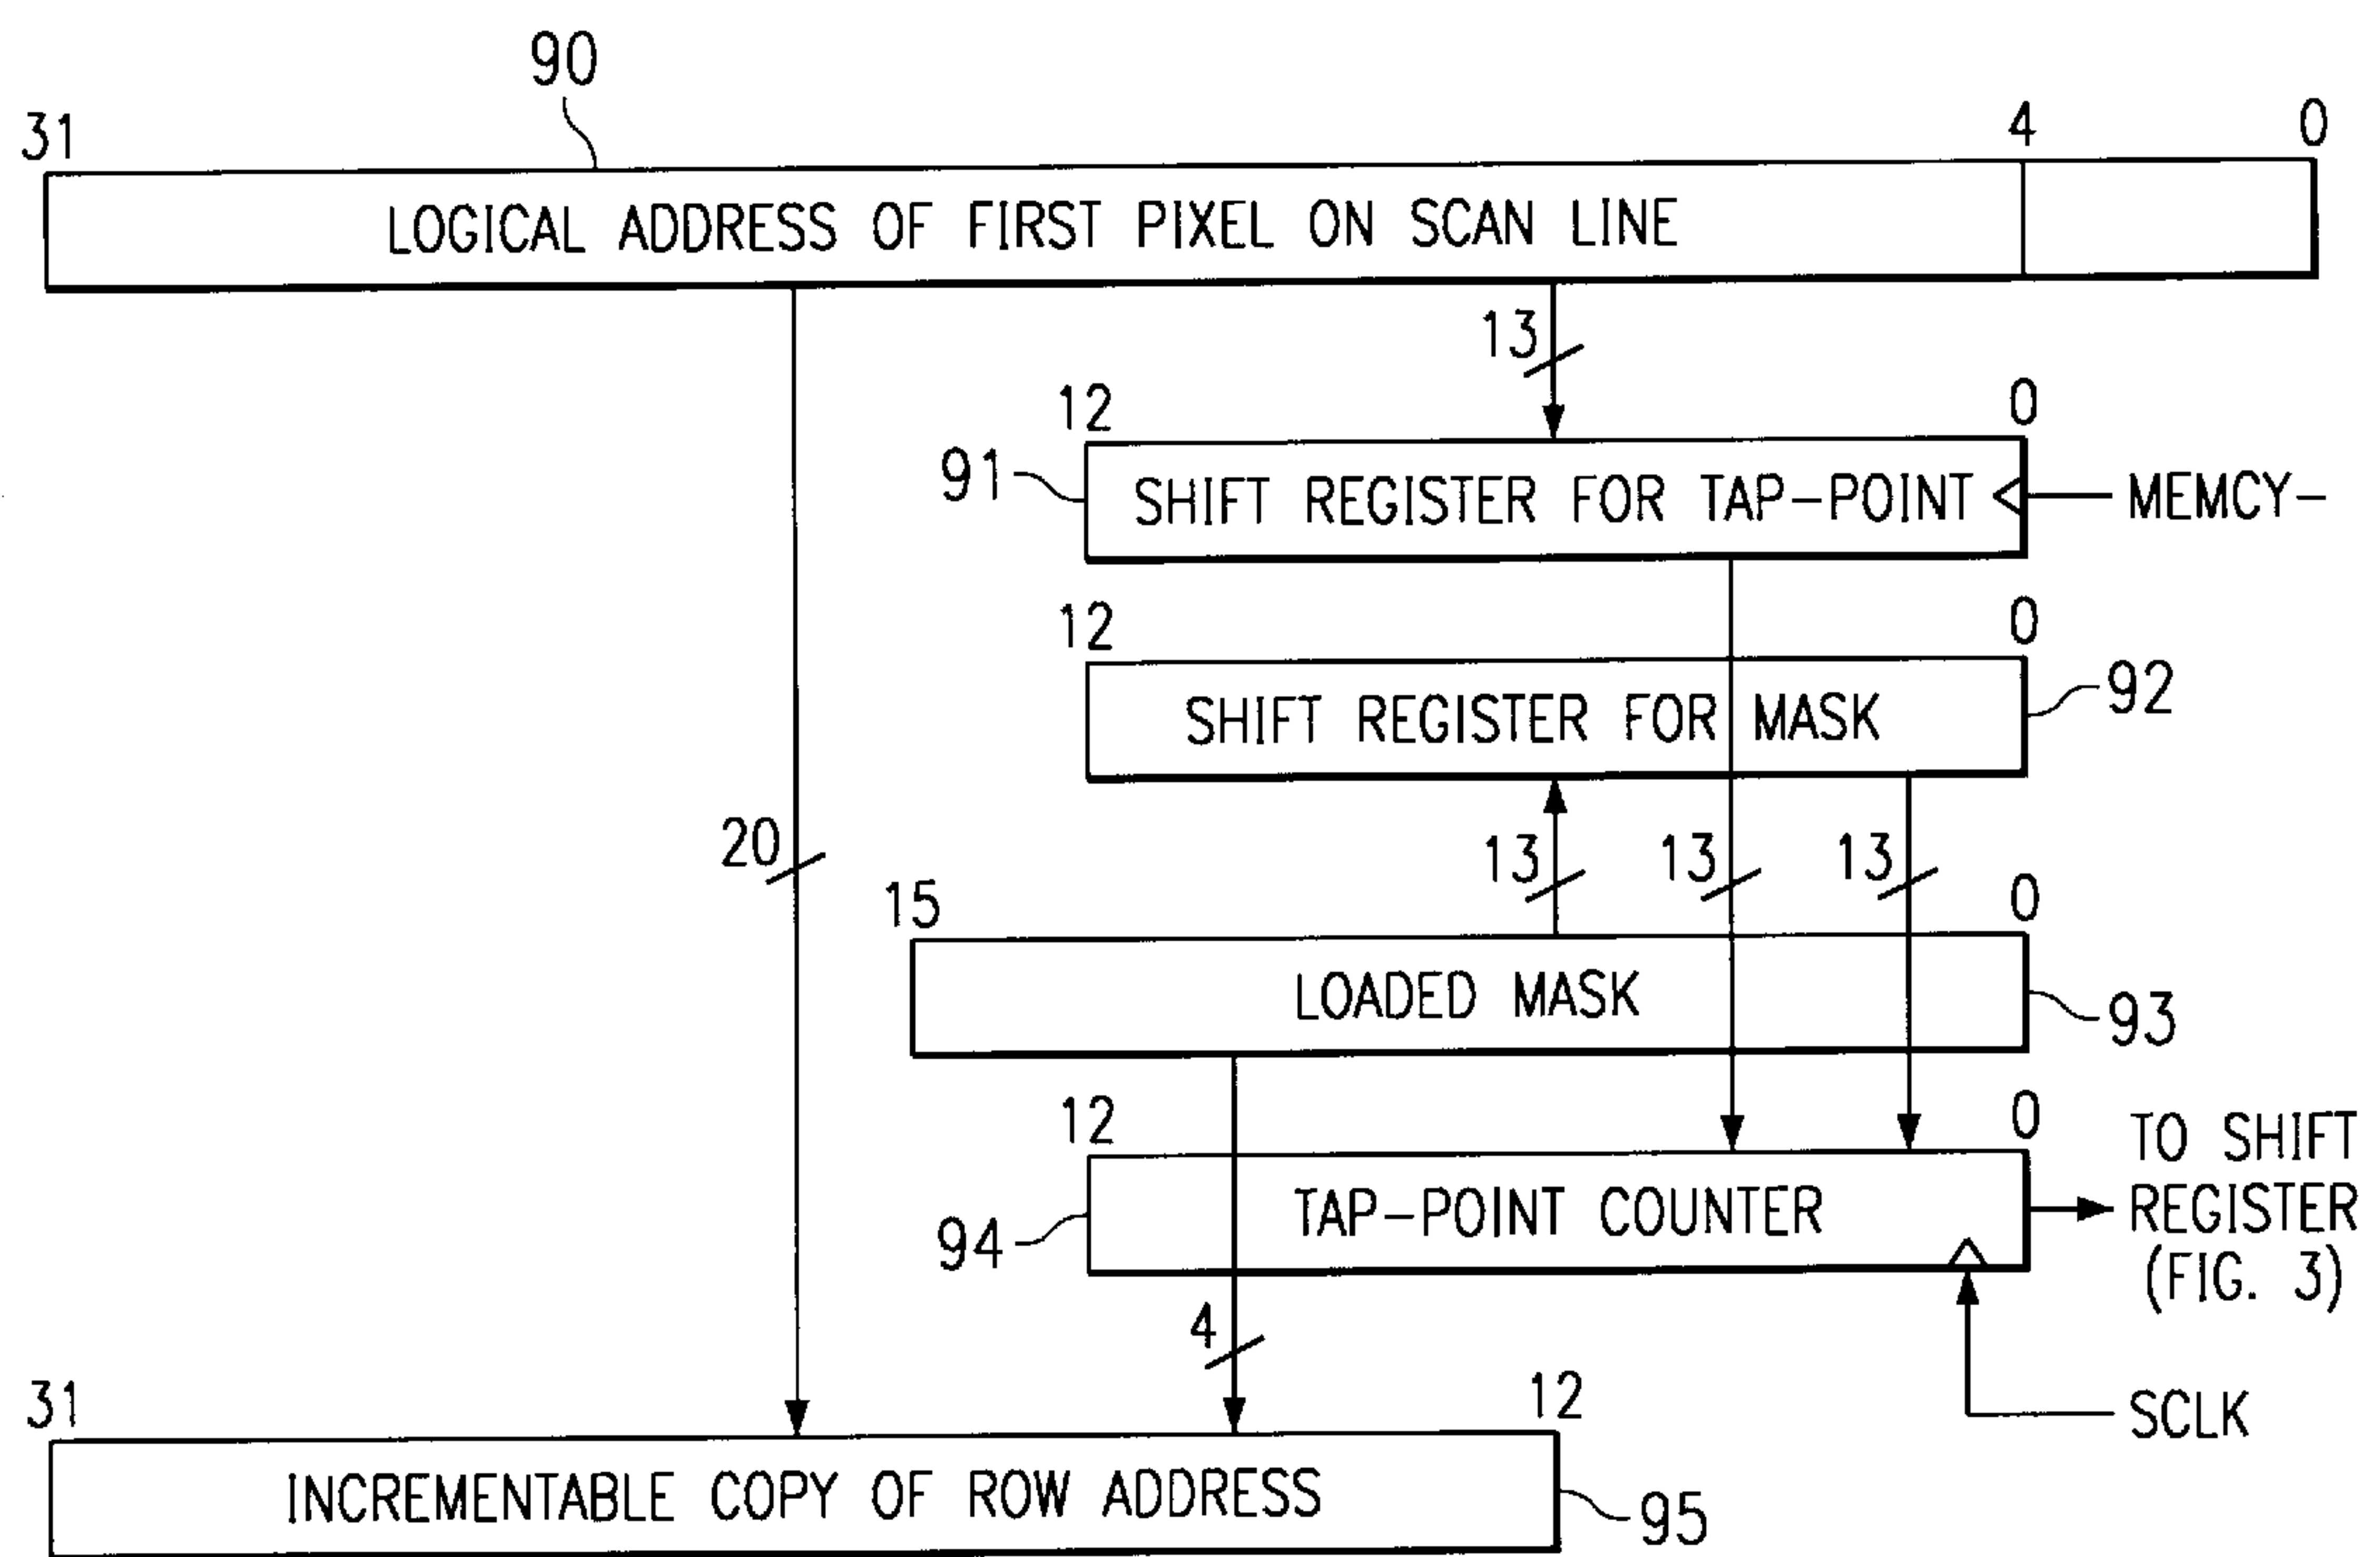 90
31 4 0
LOGICAL ADDRESS OF FIRST PIXEL ON SCAN LINE
13
12 0
91 SHIFT REGISTER FOR TAP-POINT MEMCY-
12 0
SHIFT REGISTER FOR MASK 92
20 13 13 13
15 0
LOADED MASK 93
12 0
94 TAP-POINT COUNTER
TO SHIFT
REGISTER
(FIG. 3)
4
SCLK
31 12
INCREMENTABLE COPY OF ROW ADDRESS 95